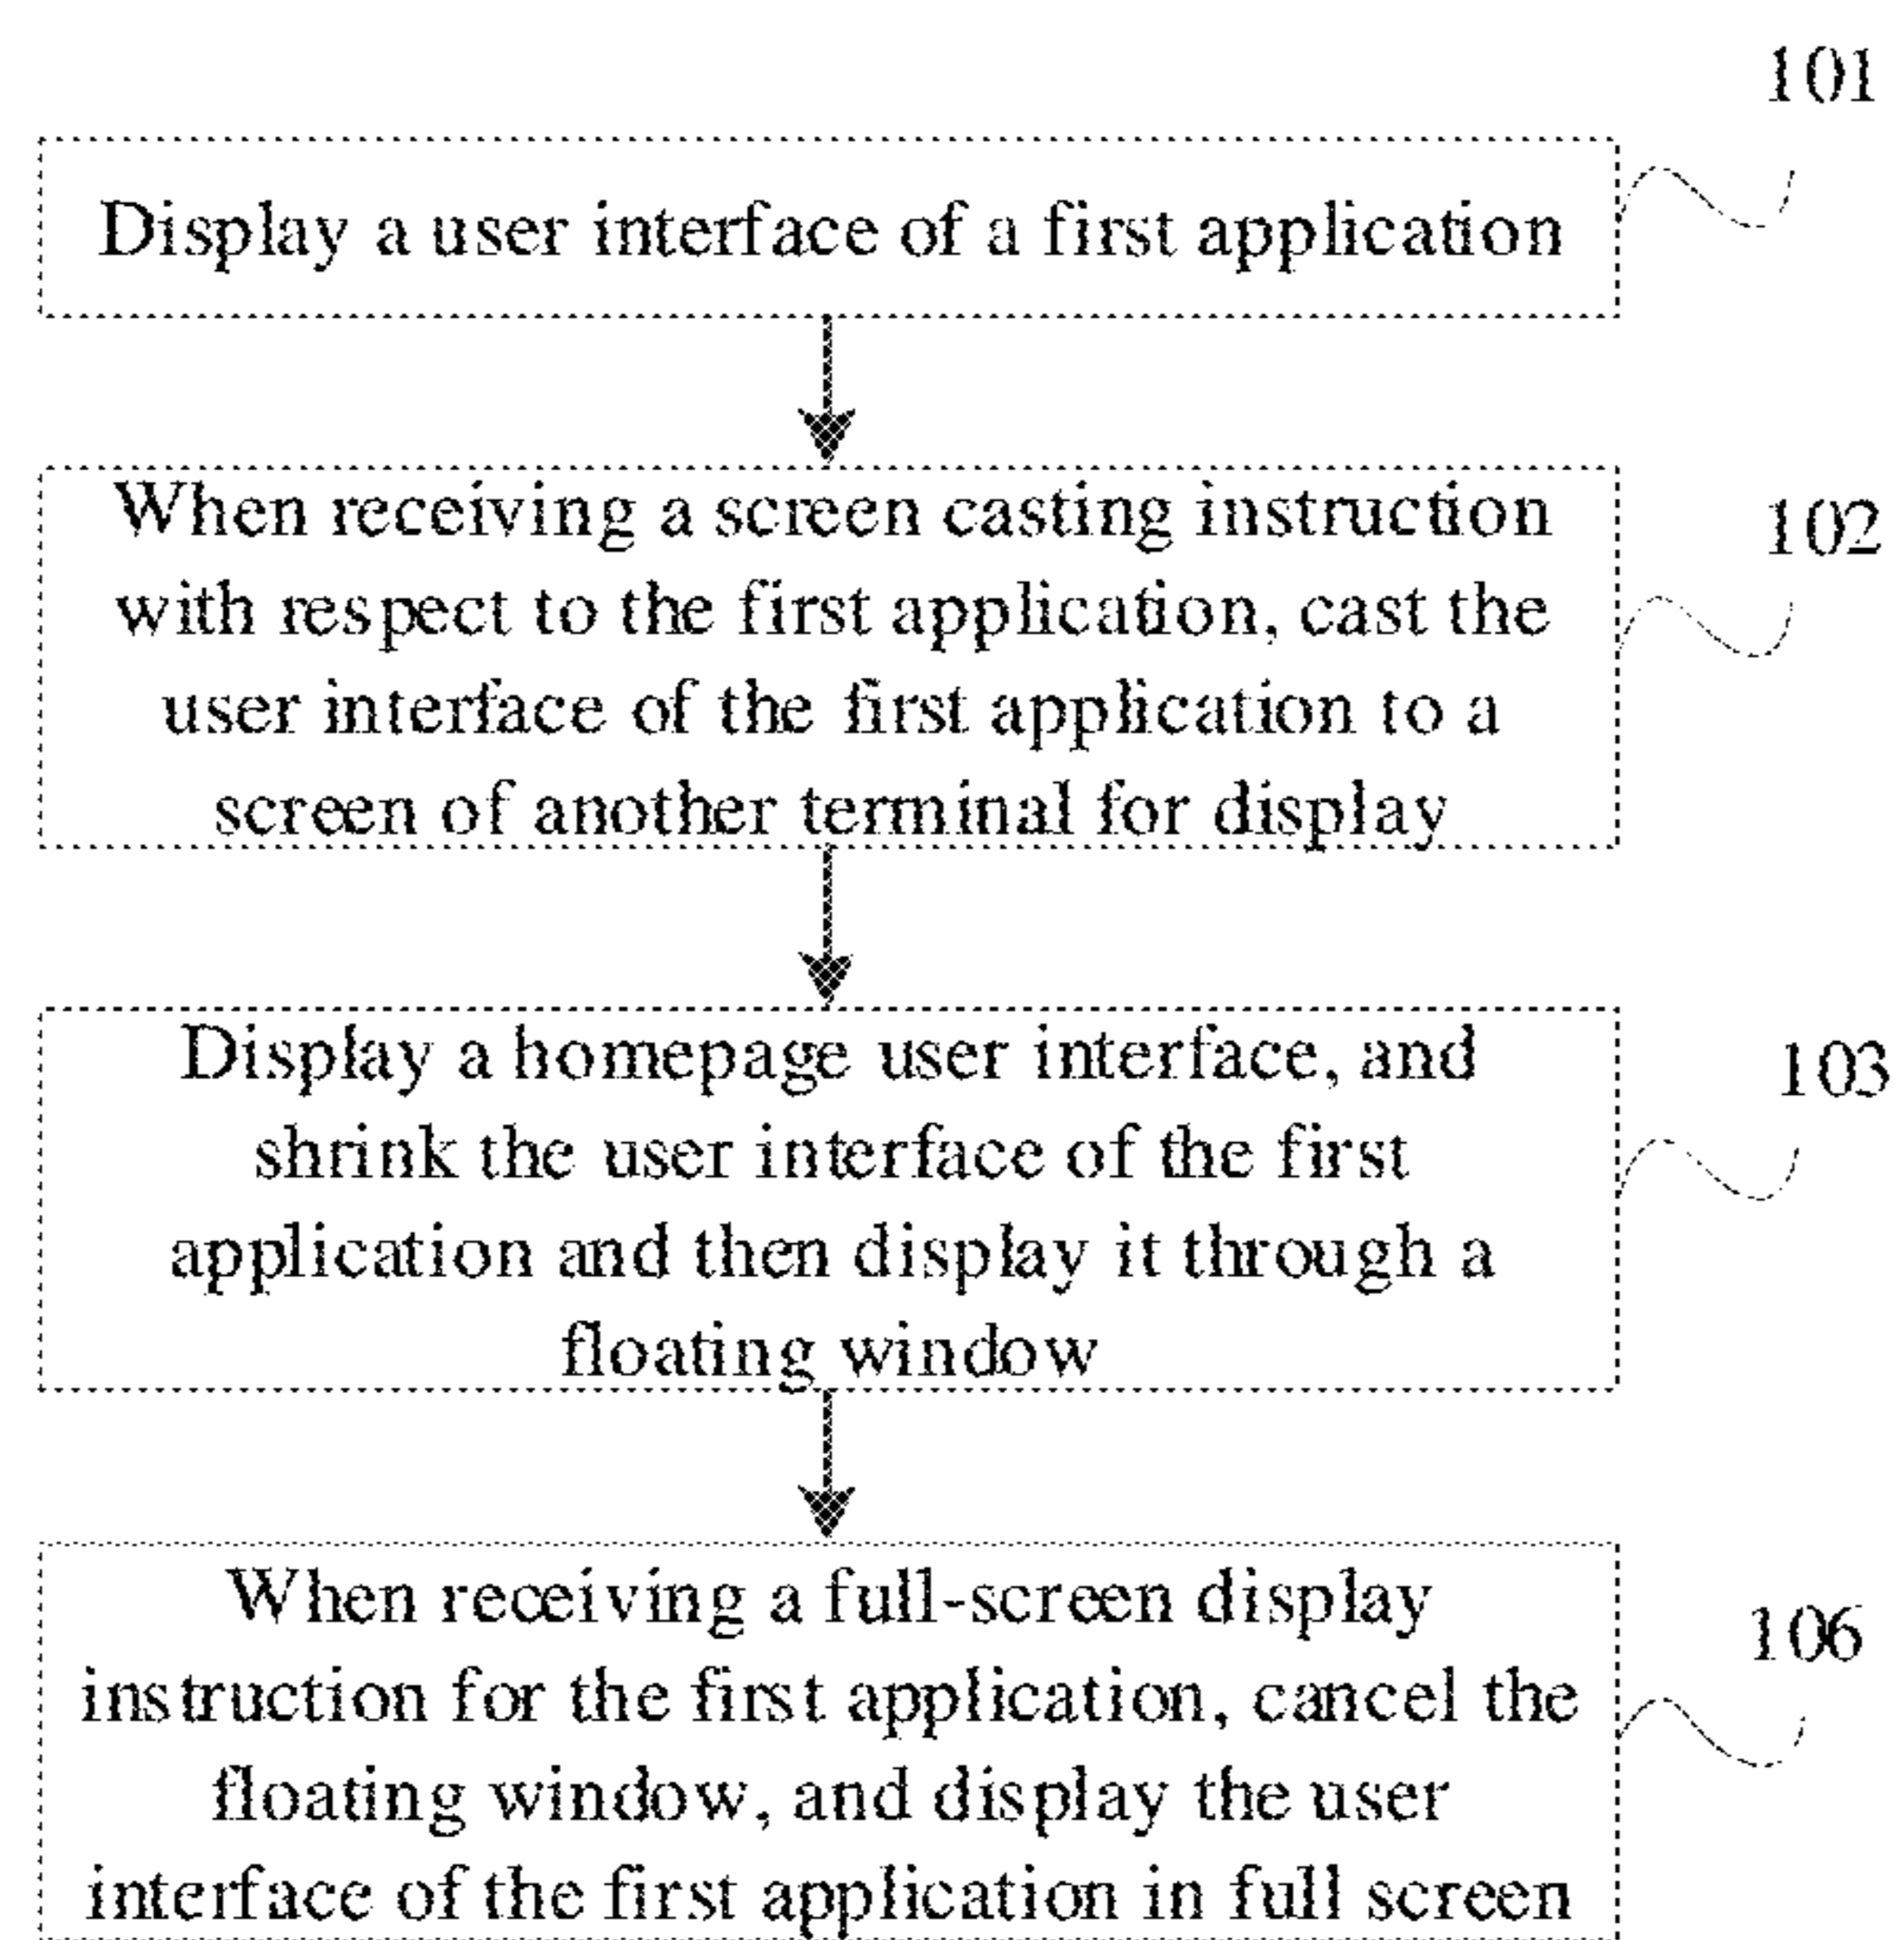 101
Display a user interface of a first application
When receiving a screen casting instruction
102
with respect to the first application, cast the
user interface of the first application to a
screen of another terminal for display
Display a homepage user interface, and
103
shrink the user interface of the first
application and then display it through a
floating window
When receiving a full-screen display
106
instruction for the first application, cancel the
floating window, and display the user
interface of the first application in full screen